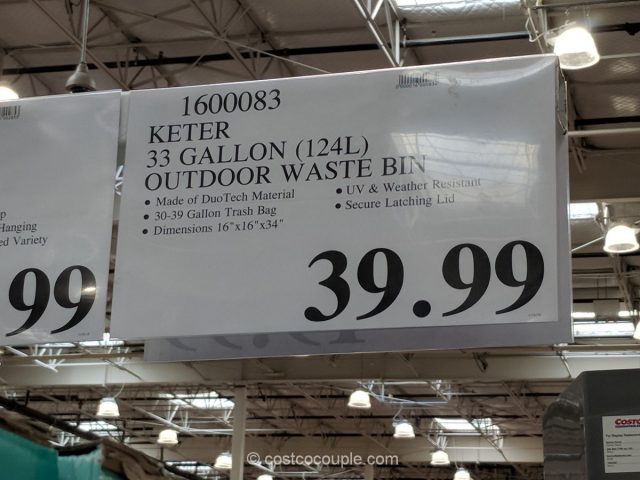 1600083
KETER
33 GALLON (124L)
OUTDOOR WASTE BIN
• Made of DuoTech Material
• 30-39 Gallon Trash Bag
• Dimensions 16"x16"x34"
• UV & Weather Resistant
• Secure Latching Lid
39.99
Hanging
ed Variety
99
COSTC
© costcocouple.com ♥